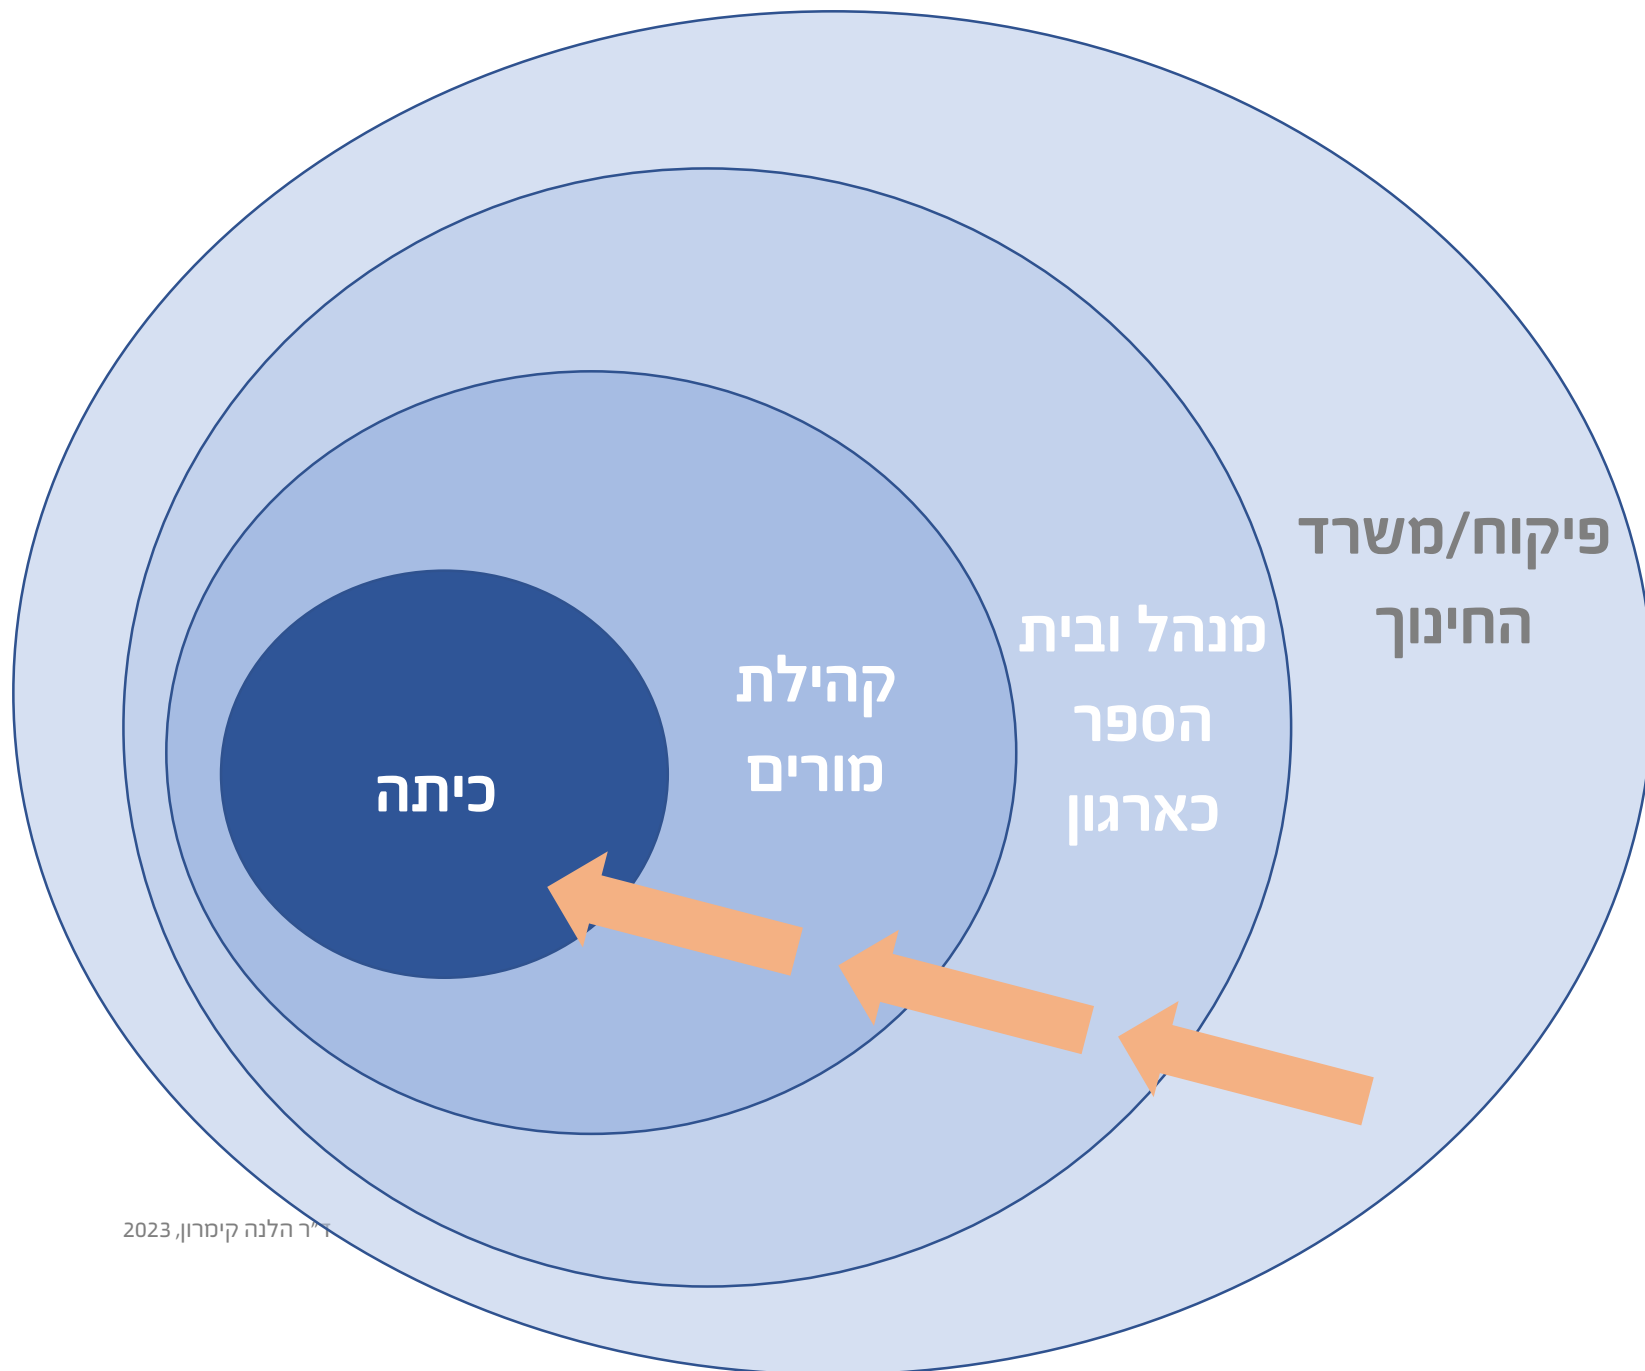 פיקוח/משרד
החינוך
מנהל ובית
הספר
כארגון
קהילת
מורים
כיתה
ד״ר הלנה קימרון, 2023